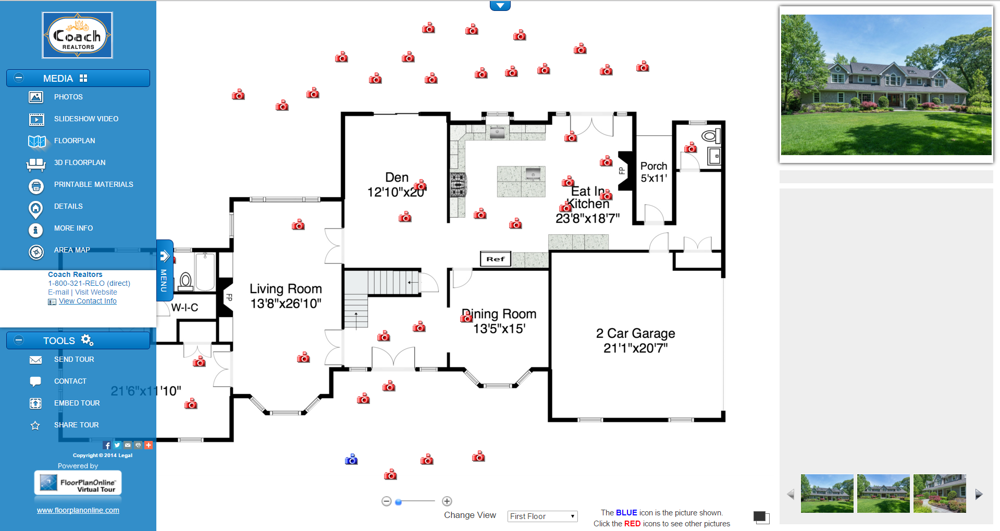 Coach
REALTORS
MEDIA
PHOTOS
SLIDESHOW VIDEO
FLOORPLAN
3D FLOORPLAN
PRINTABLE MATERIALS
DETAILS
MORE INFO
AREA MAP
Coach Realtors
1-800-321-RELO (direct)
E-mail | Visit Website
View Contact Info
TOOLS
SEND TOUR
CONTACT
EMBED TOUR
SHARE TOUR
Copyright © 2014 Legal
Powered by
FloorPlanOnline™
Virtual Tour
www.floorplanonline.com
MENU
Den
12'10"x20'
Eat In
Kitchen
23'8"x18'7"
FP
Porch
5'x11'
Ref
Living Room
13'8"x26'10"
FP
W-I-C
Dining Room
13'5"x15'
2 Car Garage
21'1"x20'7"
21'6"x11'10"
Change View
First Floor
The BLUE icon is the picture shown.
Click the RED icons to see other pictures